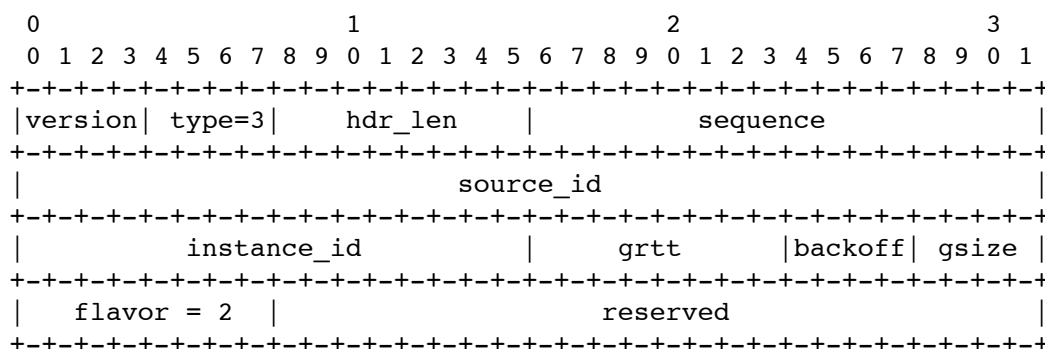 0                   1                   2                   3
 0 1 2 3 4 5 6 7 8 9 0 1 2 3 4 5 6 7 8 9 0 1 2 3 4 5 6 7 8 9 0 1
+-+-+-+-+-+-+-+-+-+-+-+-+-+-+-+-+-+-+-+-+-+-+-+-+-+-+-+-+-+-+-+-+
|version| type=3|    hdr_len    |          sequence             |
+-+-+-+-+-+-+-+-+-+-+-+-+-+-+-+-+-+-+-+-+-+-+-+-+-+-+-+-+-+-+-+-+
|                           source_id                           |
+-+-+-+-+-+-+-+-+-+-+-+-+-+-+-+-+-+-+-+-+-+-+-+-+-+-+-+-+-+-+-+-+
|          instance_id          |     grtt      |backoff| gsize |
+-+-+-+-+-+-+-+-+-+-+-+-+-+-+-+-+-+-+-+-+-+-+-+-+-+-+-+-+-+-+-+-+
|   flavor = 2  |                    reserved                   |
+-+-+-+-+-+-+-+-+-+-+-+-+-+-+-+-+-+-+-+-+-+-+-+-+-+-+-+-+-+-+-+-+